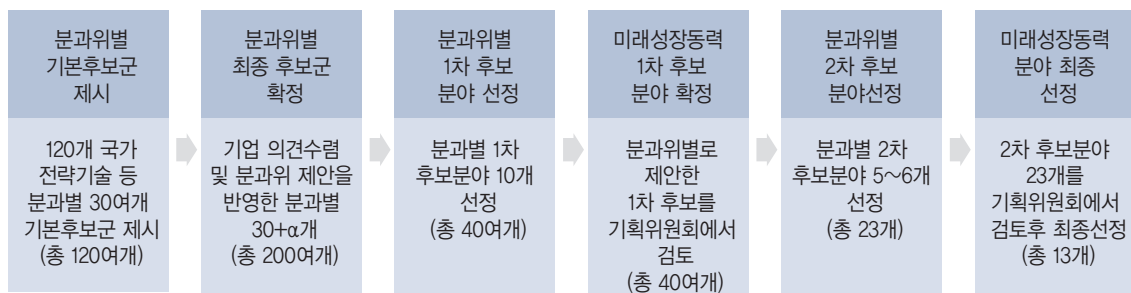 분과위별
기본후보군
제시
120개 국가
전략기술 등
분과별 30여개
기본후보군 제시
(총 120여개)
분과위별
최종 후보군
확정
기업 의견수렴
및 분과위 제안을
반영한 분과별
30+α개
(총 200여개)
분과위별
1차 후보
분야 선정
분과별 1차
후보분야 10개
선정
(총 40여개)
미래성장동력
1차 후보
분야 확정
분과위별로
제안한
1차 후보를
기획위원회에서
검토
(총 40여개)
분과위별
2차 후보
분야선정
분과별 2차
후보분야 5~6개
선정
(총 23개)
미래성장동력
분야 최종
선정
2차 후보분야
23개를
기획위원회에서
검토후 최종선정
(총 13개)